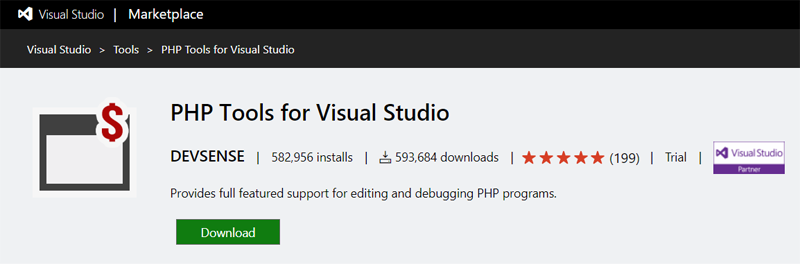 Visual Studio | Marketplace
Visual Studio > Tools > PHP Tools for Visual Studio
$
PHP Tools for Visual Studio
DEVSENSE | 582,956 installs | 593,684 downloads | ★★★★★ (199) | Trial | Visual Studio
Partner
Provides full featured support for editing and debugging PHP programs.
Download